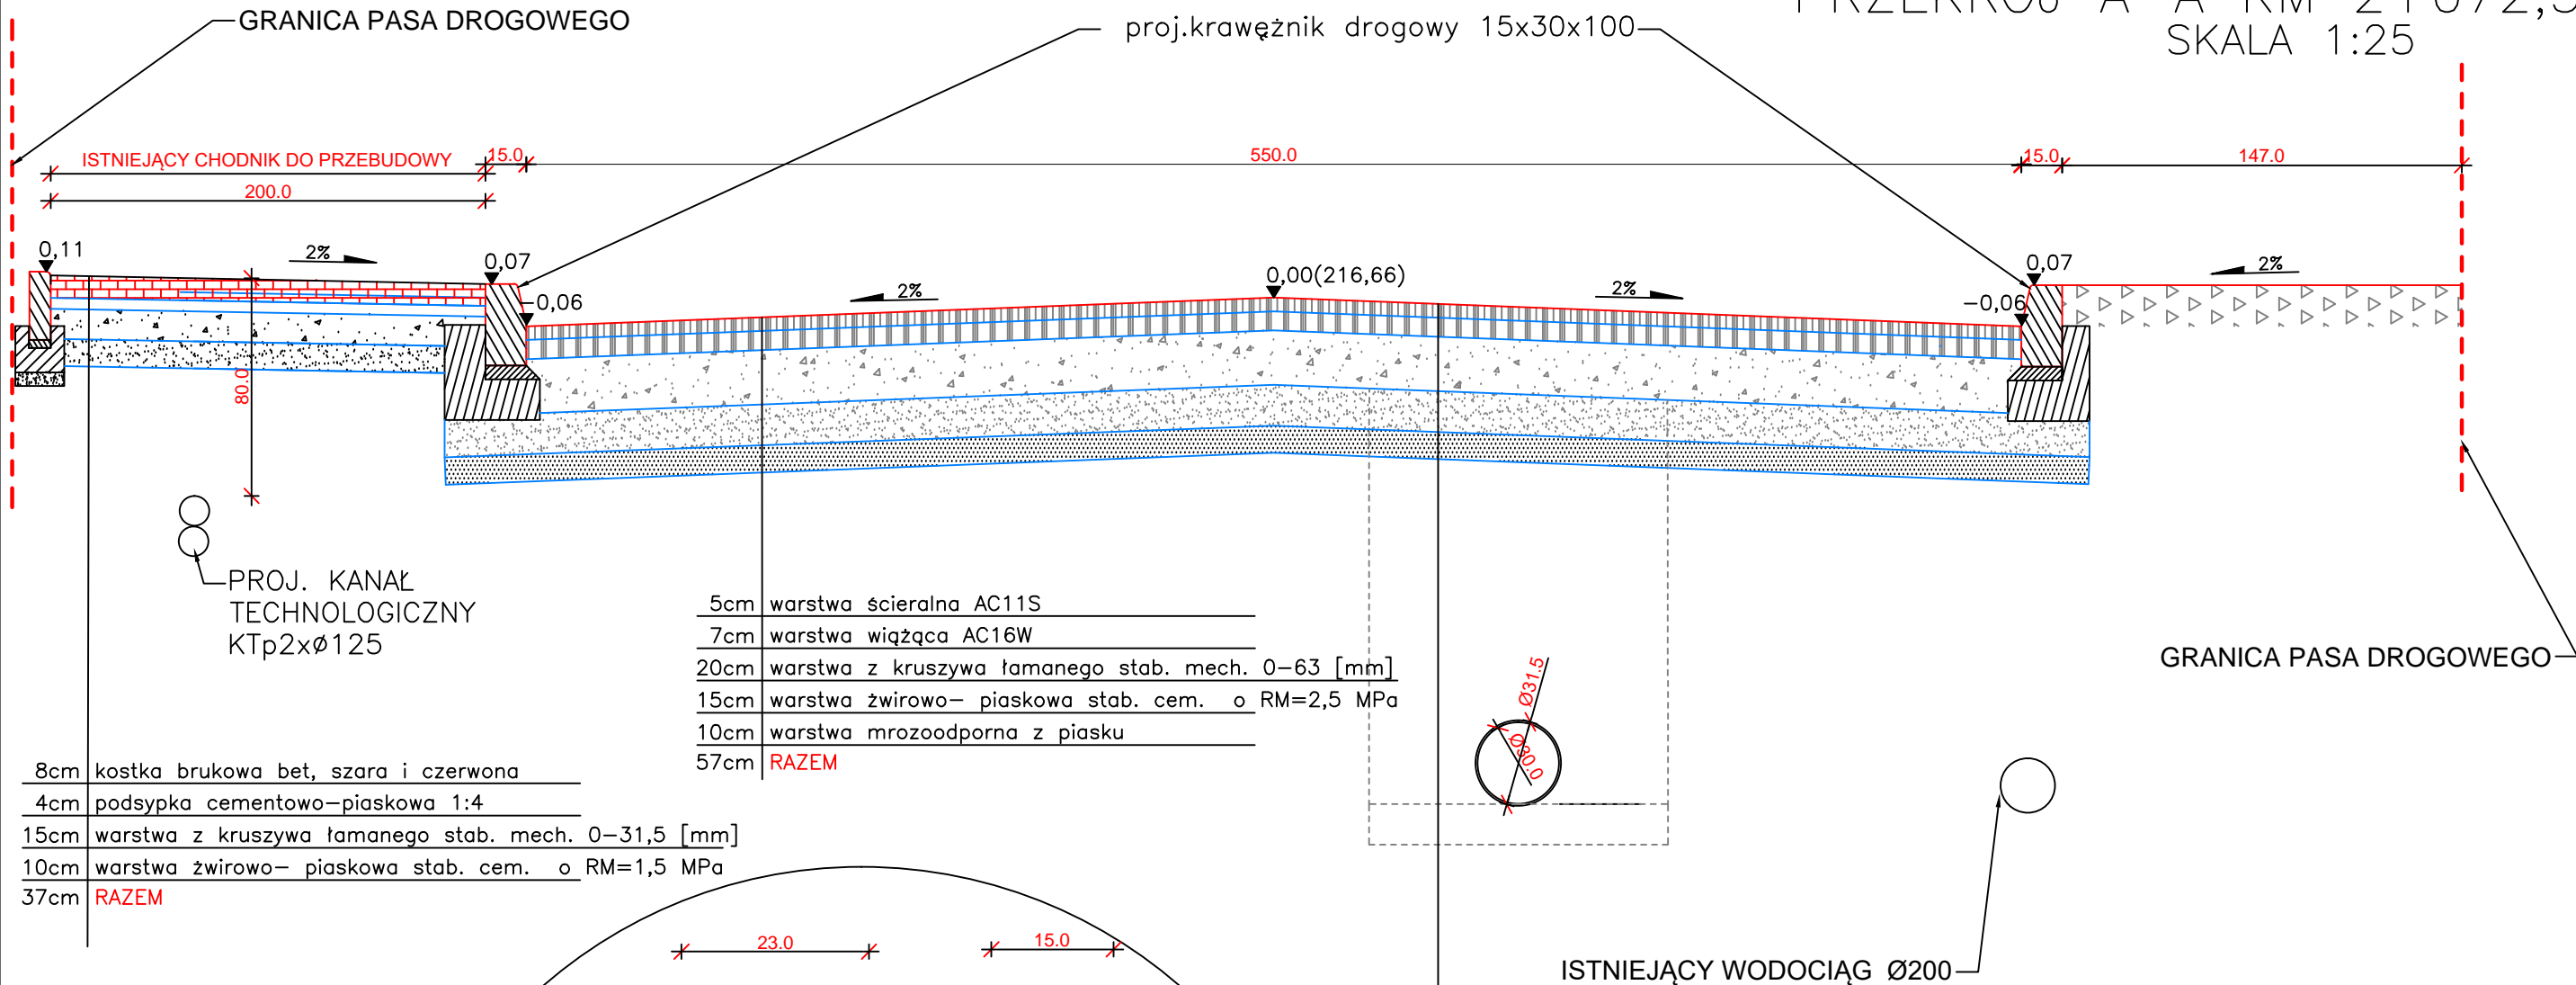 GRANICA PASA DROGOWEGO
proj.krawężnik drogowy 15x30x100
SKALA 1:25
ISTNIEJĄCY CHODNIK DO PRZEBUDOWY
15.0
550.0
15.0
147.0
200.0
0,11
2%
0,07
-0,06
2%
0,00(216,66)
2%
0,07
-0,06
2%
80.0
PROJ. KANAŁ
TECHNOLOGICZNY
KTp2xø125
5cm warstwa ścieralna AC11S
7cm warstwa wiążąca AC16W
20cm warstwa z kruszywa łamanego stab. mech. 0-63 [mm]
15cm warstwa żwirowo- piaskowa stab. cem. o RM=2,5 MPa
10cm warstwa mrozoodporna z piasku
57cm RAZEM
GRANICA PASA DROGOWEGO
Ø31.5
Ø30.0
8cm kostka brukowa bet, szara i czerwona
4cm podsypka cementowo-piaskowa 1:4
15cm warstwa z kruszywa łamanego stab. mech. 0-31,5 [mm]
10cm warstwa żwirowo- piaskowa stab. cem. o RM=1,5 MPa
37cm RAZEM
23.0
15.0
ISTNIEJĄCY WODOCIĄG Ø200